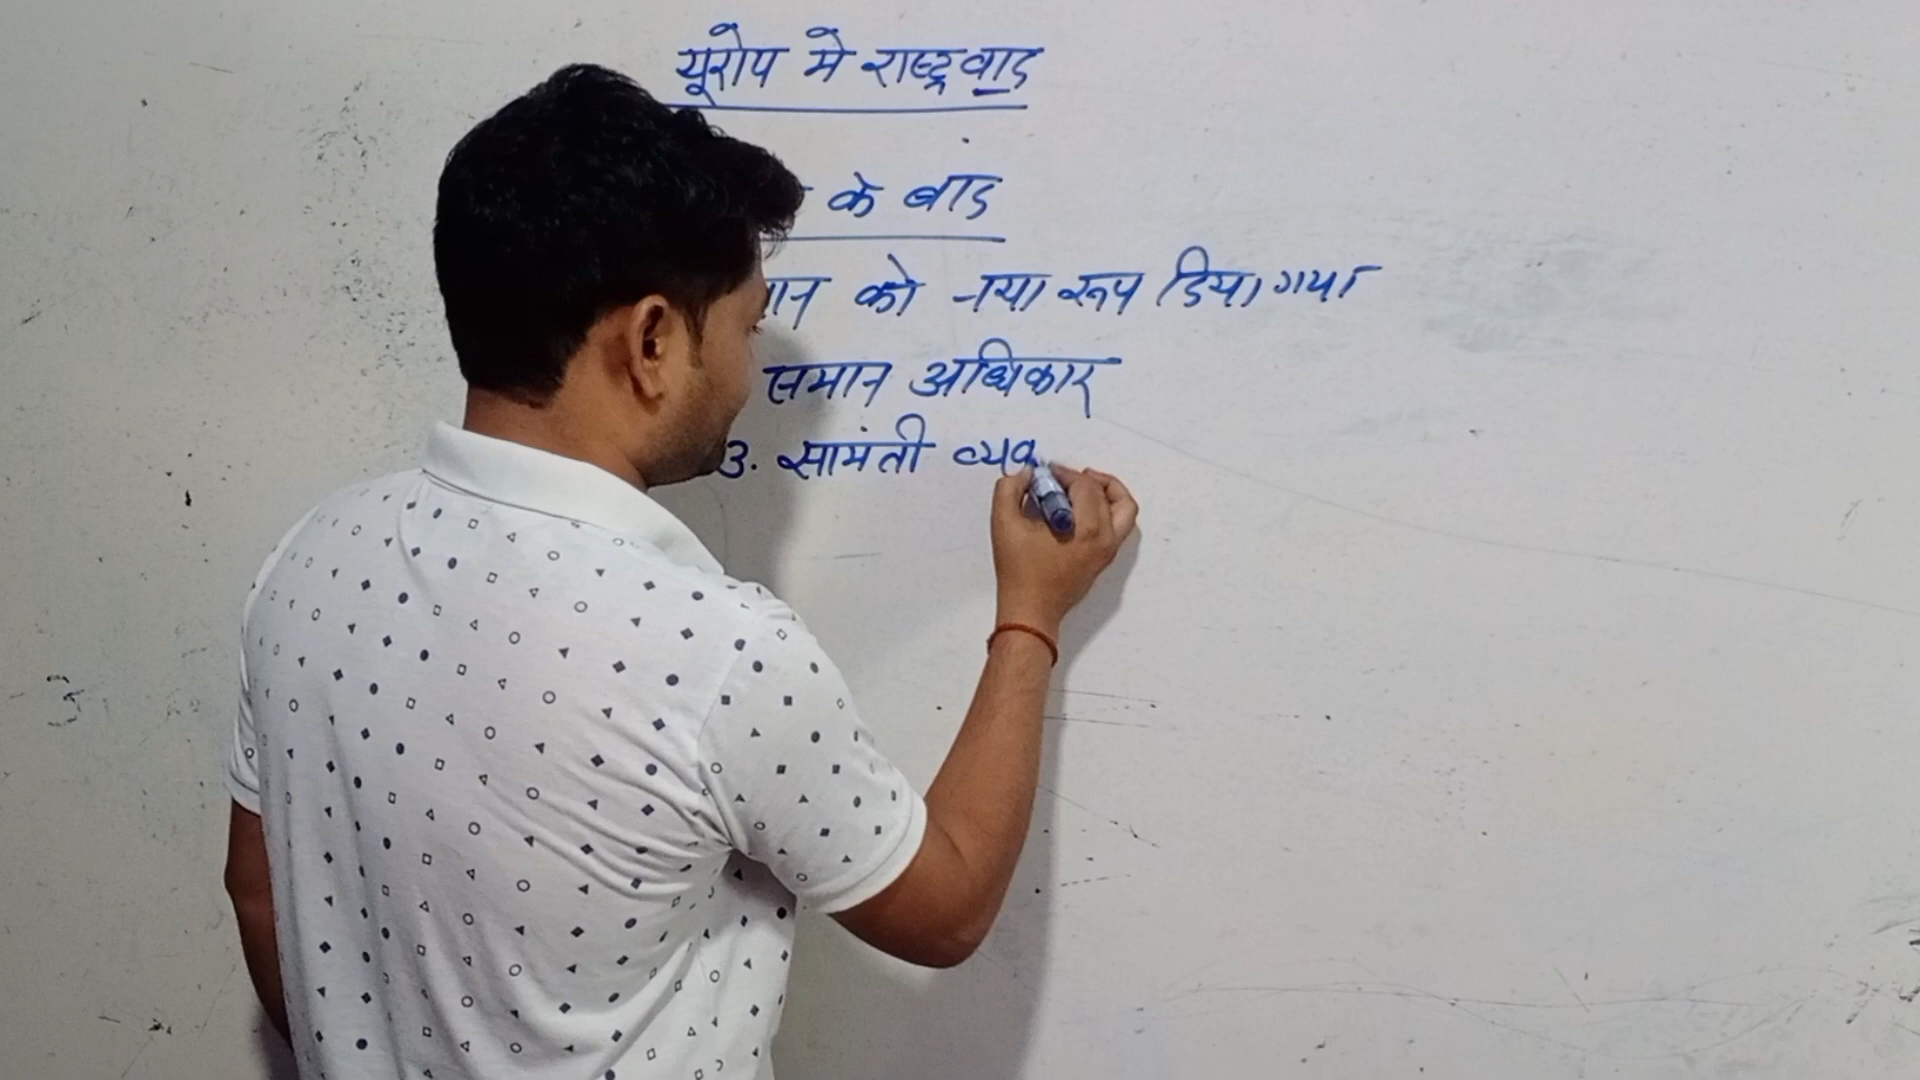 यूरोप मे राष्ट्रवाद
के बाद
को नया रूप दिया गया
समान अधिकार
3. सामंती व्यव